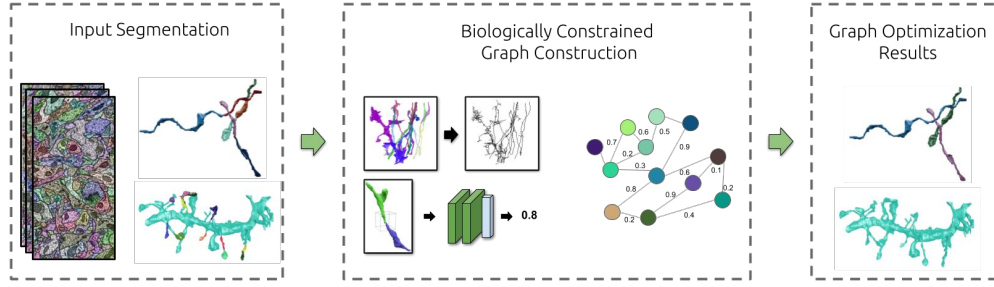 Input Segmentation
Biologically Constrained
Graph Construction
Graph Optimization
Results
0.8
0.7
0.6
0.5
0.2
0.9
0.3
0.6
0.1
0.8
0.9
0.2
0.4
0.2